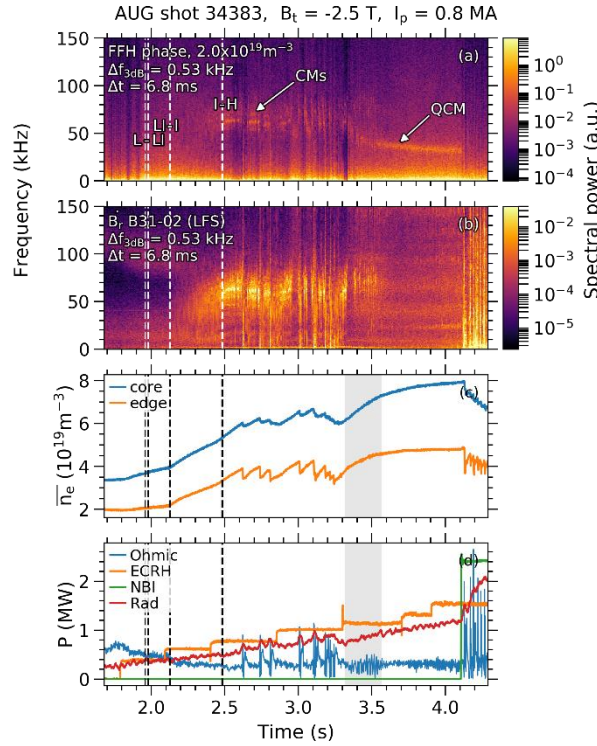 AUG shot 34383, B_t = -2.5 T, I_p = 0.8 MA
150
100
50
0
FFH phase, 2.0x10^19m^-3
Δf_3dB = 0.53 kHz
Δt = 6.8 ms
(a)
CMs
I-H
LI-I
L-LI
QCM
10^0
10^-1
10^-2
10^-3
10^-4
Frequency (kHz)
Spectral power (a.u.)
150
100
50
0
B_r B31-02 (LFS)
Δf_3dB = 0.53 kHz
Δt = 6.8 ms
(b)
10^-2
10^-3
10^-4
10^-5
8
6
4
2
n̅_e (10^19m^-3)
core
edge
(c)
2
1
0
P (MW)
Ohmic
ECRH
NBI
Rad
(d)
2.0 2.5 3.0 3.5 4.0
Time (s)